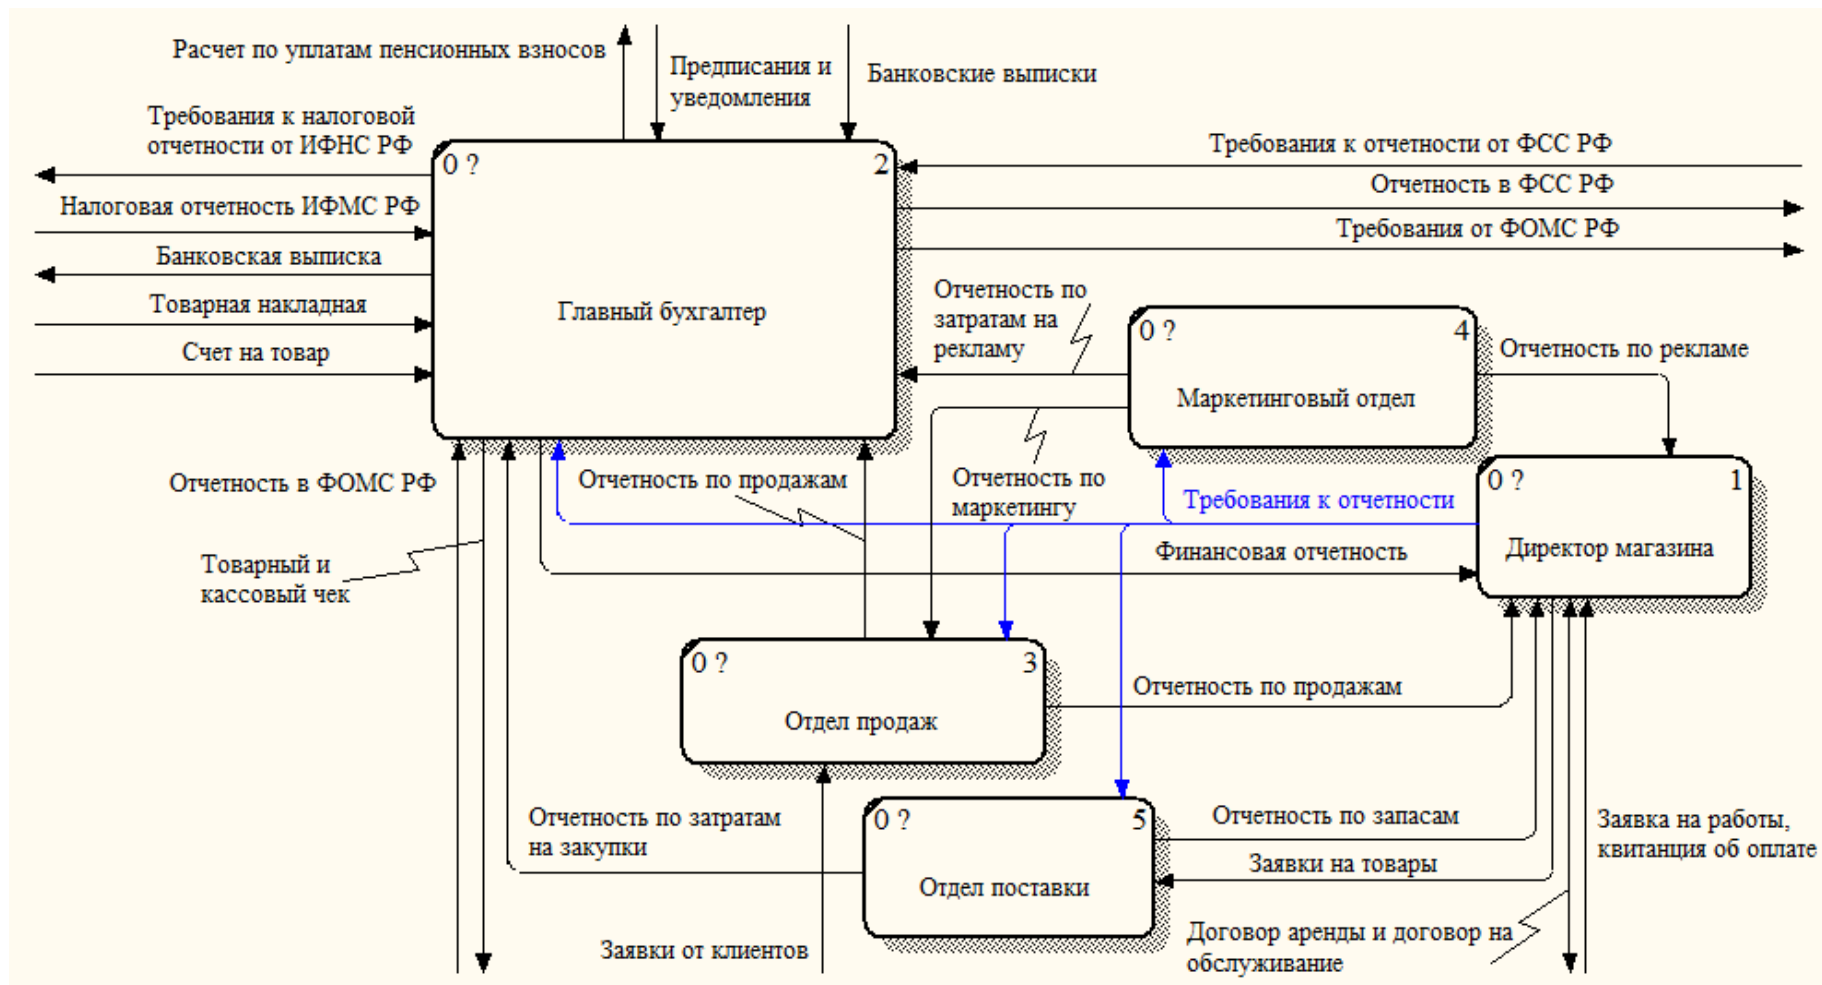 Расчет по уплатам пенсионных взносов
Предписания и
уведомления
Банковские выписки
Требования к налоговой
отчетности от ИФНС РФ
Налоговая отчетность ИФМС РФ
Банковская выписка
Товарная накладная
Счет на товар
0 ?
2
Главный бухгалтер
Требования к отчетности от ФСС РФ
Отчетность в ФСС РФ
Требования от ФОМС РФ
Отчетность по
затратам на
рекламу
0 ?
4
Маркетинговый отдел
Отчетность по рекламе
Отчетность в ФОМС РФ
Отчетность по продажам
Отчетность по
маркетингу
Требования к отчетности
0 ?
1
Директор магазина
Товарный и
кассовый чек
Финансовая отчетность
0 ?
3
Отдел продаж
Отчетность по продажам
Отчетность по затратам
на закупки
0 ?
5
Отдел поставки
Отчетность по запасам
Заявки на товары
Заявка на работы,
квитанция об оплате
Заявки от клиентов
Договор аренды и договор на
обслуживание